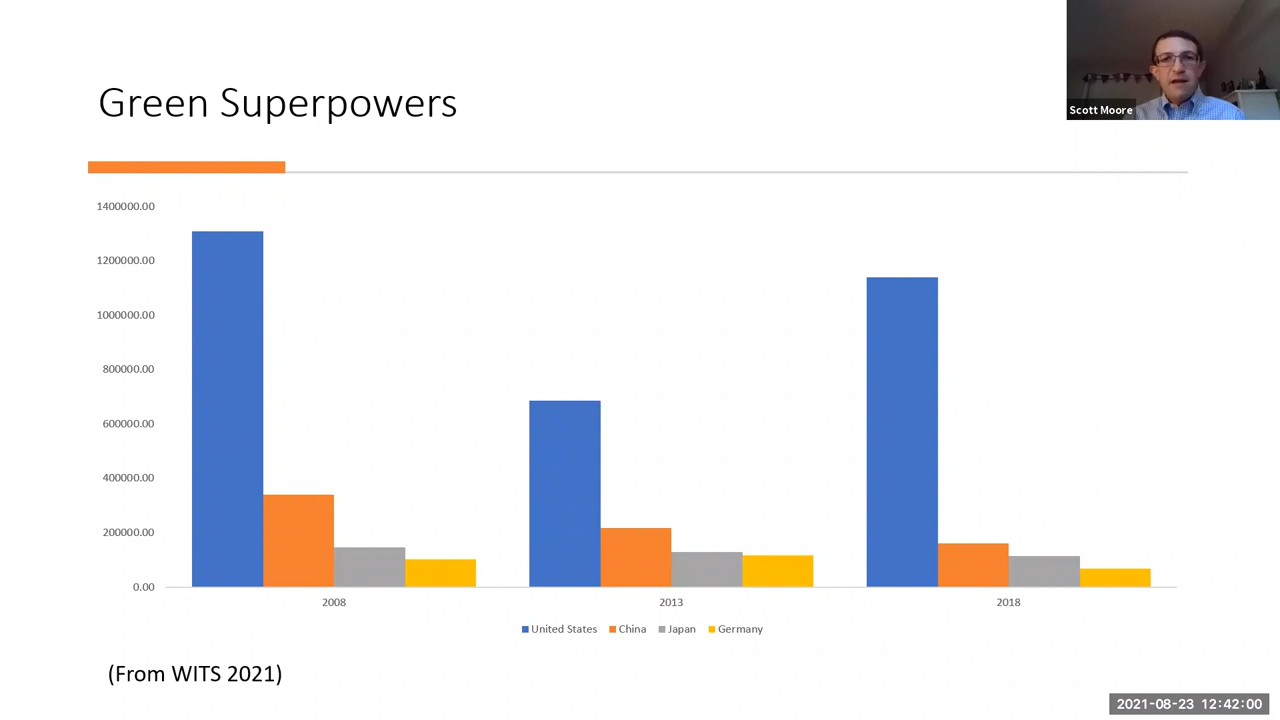 Scott Moore
Green Superpowers
1400000.00
1200000.00
1000000.00
800000.00
600000.00
400000.00
200000.00
0.00
2008 2013 2018
United States China Japan Germany
(From WITS 2021)
2021-08-23 12:42:00